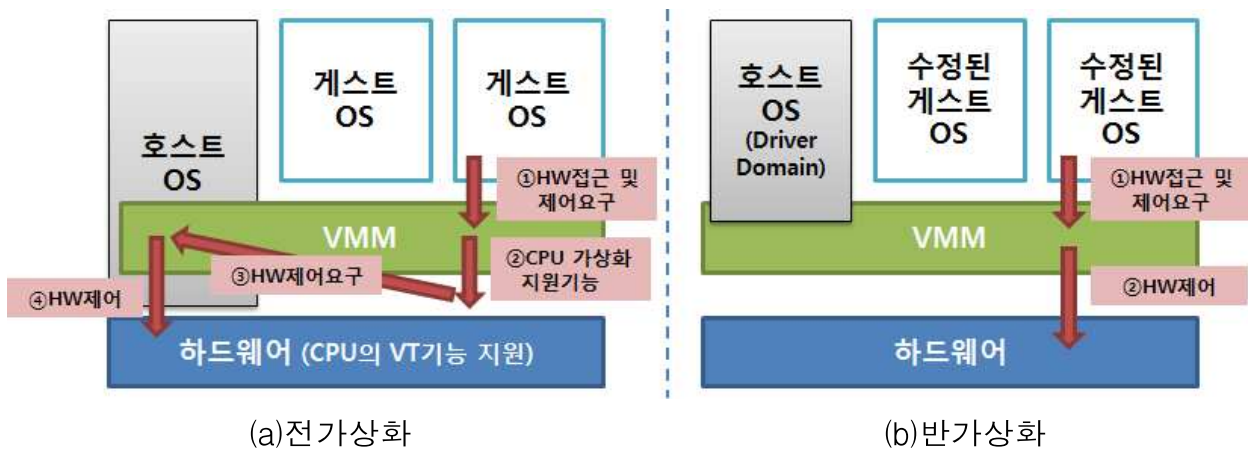 호스트
OS
게스트
OS
게스트
OS
①HW접근 및
제어요구
VMM
②CPU 가상화
지원기능
③HW제어요구
④HW제어
하드웨어 (CPU의 VT기능 지원)
(a)전가상화
호스트
OS
(Driver
Domain)
수정된
게스트
OS
수정된
게스트
OS
①HW접근 및
제어요구
VMM
②HW제어
하드웨어
(b)반가상화